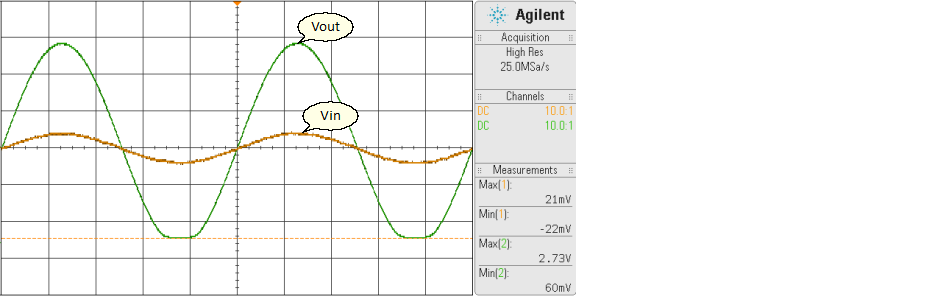 Vout
Vin
Agilent
Acquisition
High Res
25.0MSa/s
Channels
DC 10.0:1
DC 10.0:1
Measurements
Max(1):
21mV
Min(1):
-22mV
Max(2):
2.73V
Min(2):
60mV